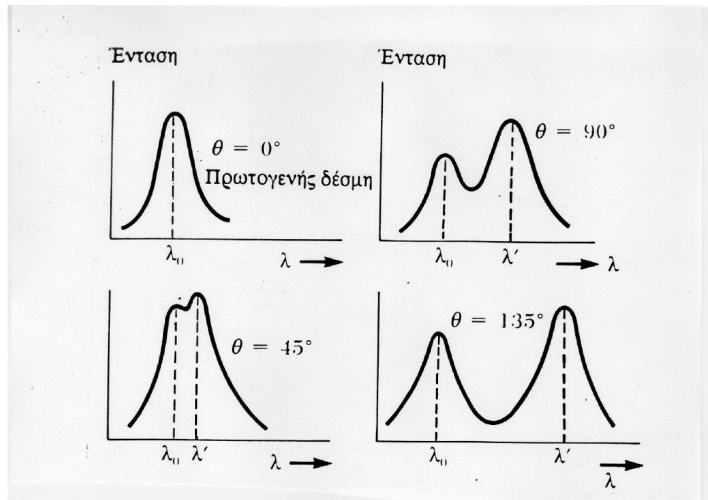 Ένταση
θ = 0°
Πρωτογενής δέσμη
λ₀
λ
Ένταση
θ = 90°
λ₀
λ′
λ
θ = 45°
λ₀
λ′
λ
θ = 135°
λ₀
λ′
λ